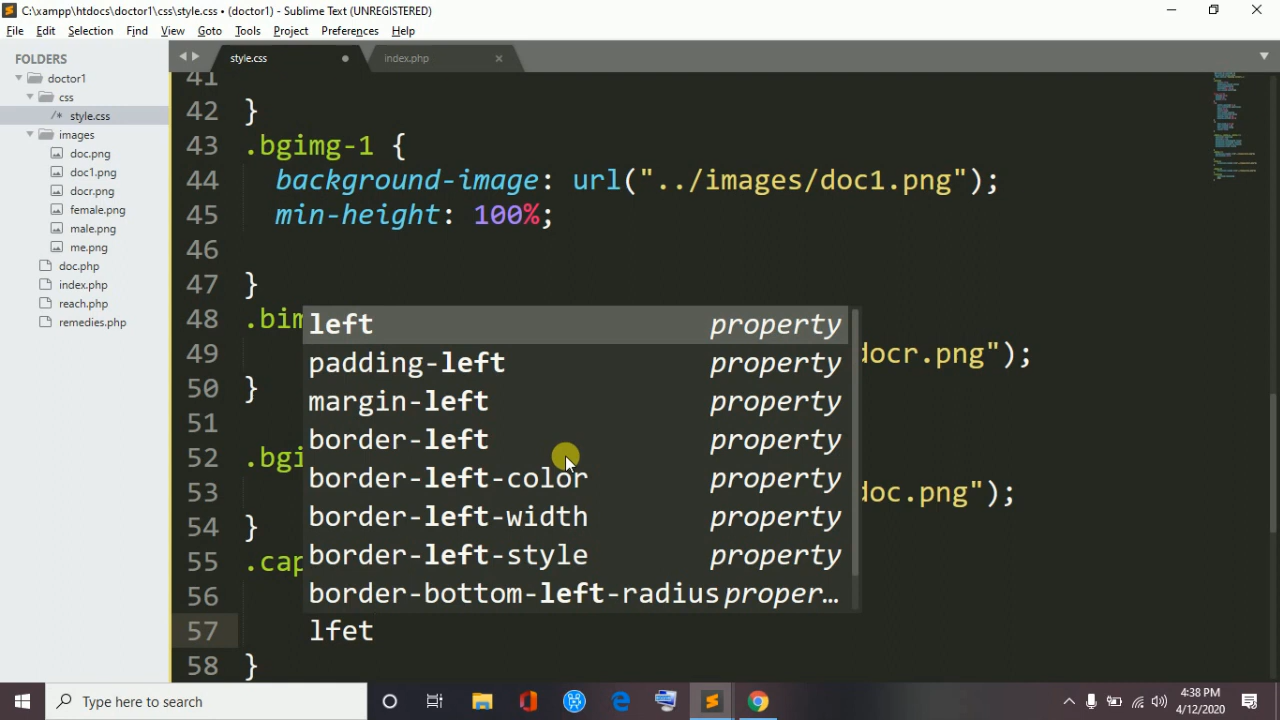 C:\xampp\htdocs\doctor1\css\style.css • (doctor1) - Sublime Text (UNREGISTERED)
File Edit Selection Find View Goto Tools Project Preferences Help
FOLDERS
doctor1
css
/* style.css
images
doc.png
doc1.png
docr.png
female.png
male.png
me.png
doc.php
index.php
reach.php
remedies.php
style.css
index.php
41
42 }
43 .bgimg-1 {
44 background-image: url("../images/doc1.png");
45 min-height: 100%;
46
47 }
48 .bim
49 docr.png");
50 }
51
52 .bgi
53 doc.png");
54 }
55 .cap
56
57 lfet
58 }
left property
padding-left property
margin-left property
border-left property
border-left-color property
border-left-width property
border-left-style property
border-bottom-left-radius proper…
Type here to search
4:38 PM
4/12/2020